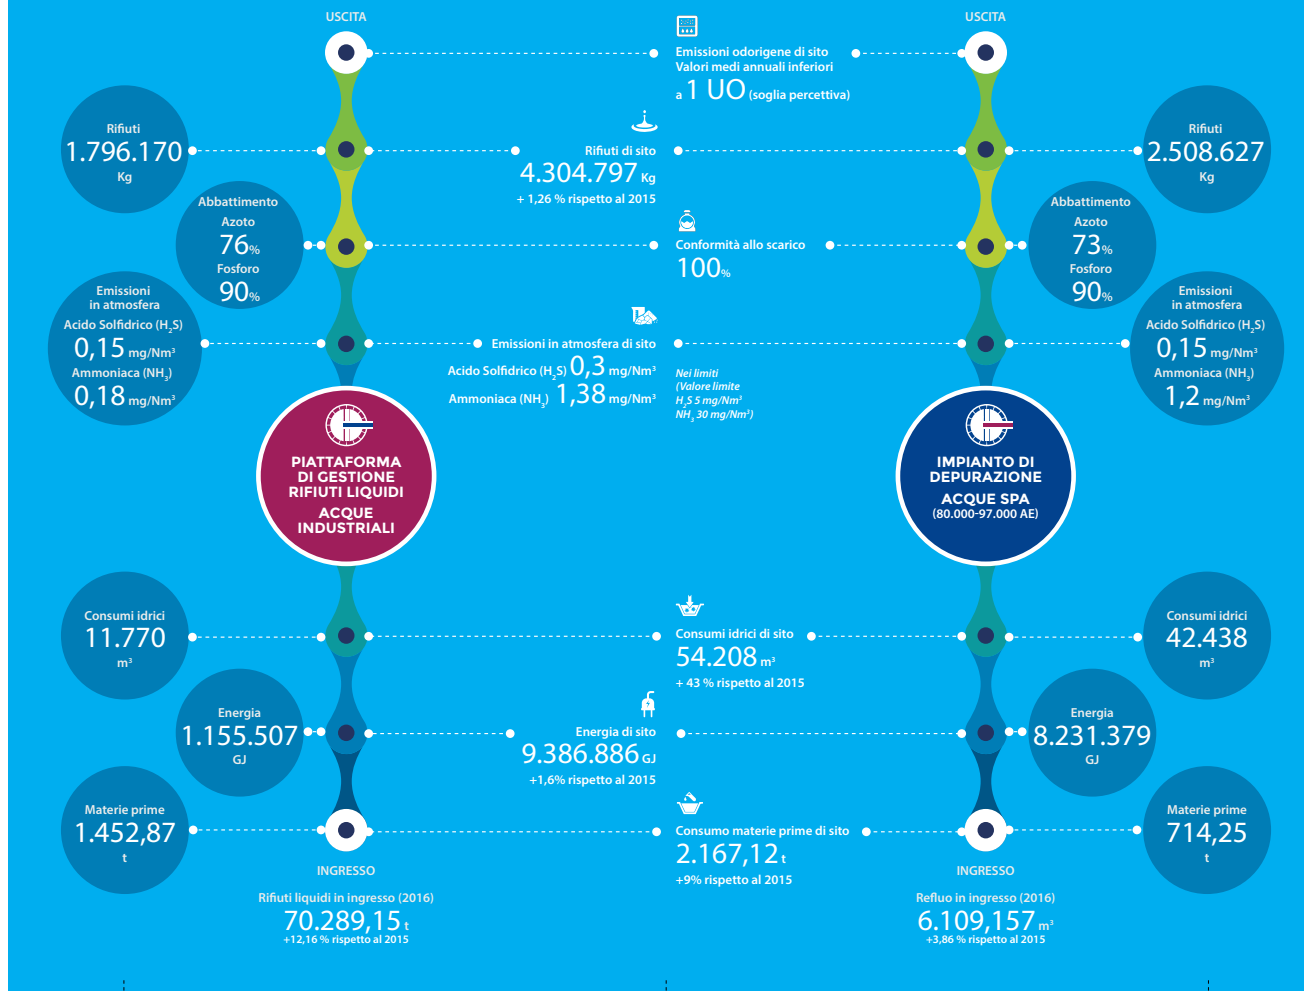 USCITA
USCITA
Emissioni odorigene di sito
Valori medi annuali inferiori
a 1 UO (soglia percettiva)
Rifiuti
1.796.170
Kg
Rifiuti di sito
4.304.797 Kg
+ 1,26 % rispetto al 2015
Rifiuti
2.508.627
Kg
Abbattimento
Azoto
76%
Fosforo
90%
Conformità allo scarico
100%
Abbattimento
Azoto
73%
Fosforo
90%
Emissioni
in atmosfera
Acido Solfidrico (H₂S)
0,15 mg/Nm³
Ammoniaca (NH₃)
0,18 mg/Nm³
Emissioni in atmosfera di sito
Acido Solfidrico (H₂S) 0,3 mg/Nm³
Ammoniaca (NH₃) 1,38 mg/Nm³
Nei limiti
(Valore limite
H₂S 5 mg/Nm³
NH₃ 30 mg/Nm³)
Emissioni
in atmosfera
Acido Solfidrico (H₂S)
0,15 mg/Nm³
Ammoniaca (NH₃)
1,2 mg/Nm³
PIATTAFORMA
DI GESTIONE
RIFIUTI LIQUIDI
ACQUE
INDUSTRIALI
IMPIANTO DI
DEPURAZIONE
ACQUE SPA
(80.000-97.000 AE)
Consumi idrici
11.770
m³
Consumi idrici di sito
54.208 m³
+ 43 % rispetto al 2015
Consumi idrici
42.438
m³
Energia
1.155.507
GJ
Energia di sito
9.386.886 GJ
+1,6% rispetto al 2015
Energia
8.231.379
GJ
Materie prime
1.452,87
t
Consumo materie prime di sito
2.167,12 t
+9% rispetto al 2015
Materie prime
714,25
t
INGRESSO
Rifiuti liquidi in ingresso (2016)
70.289,15 t
+12,16 % rispetto al 2015
INGRESSO
Refluo in ingresso (2016)
6.109,157 m³
+3,86 % rispetto al 2015